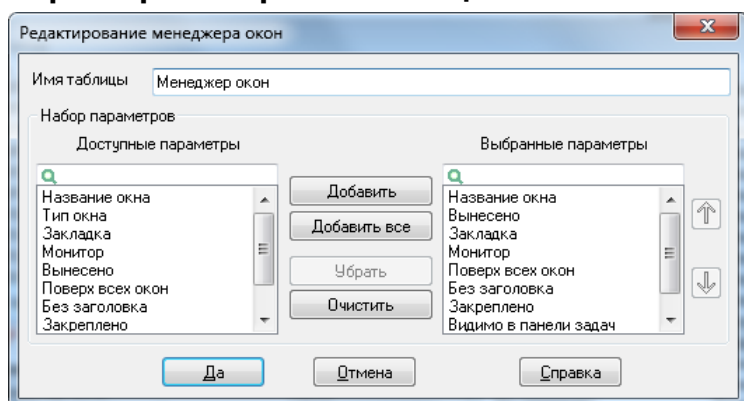 Редактирование менеджера окон
Имя таблицы Менеджер окон
Набор параметров
Доступные параметры
Название окна
Тип окна
Закладка
Монитор
Вынесено
Поверх всех окон
Без заголовка
Закреплено
Добавить
Добавить все
Убрать
Очистить
Выбранные параметры
Название окна
Вынесено
Закладка
Монитор
Поверх всех окон
Без заголовка
Закреплено
Видимо в панели задач
Да Отмена Справка